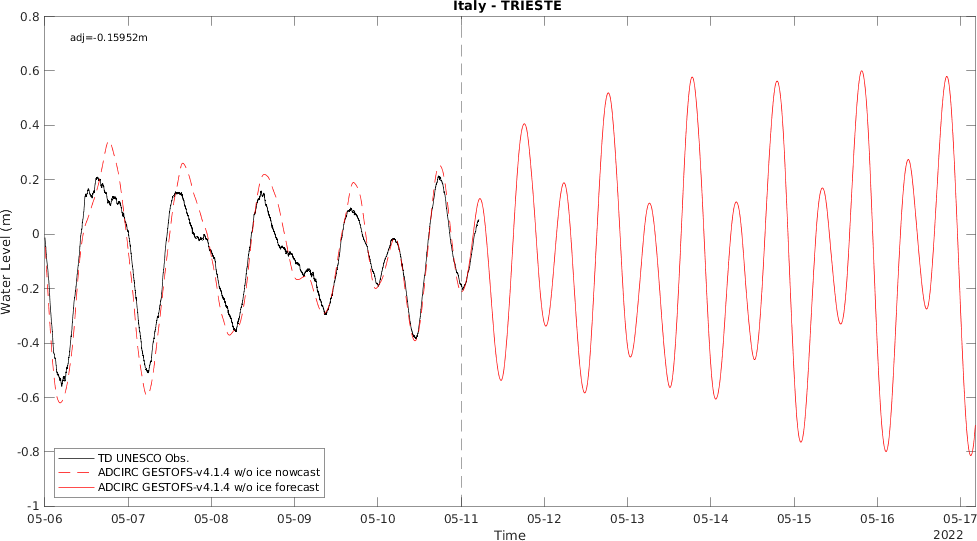 Italy - TRIESTE
adj=-0.15952m
0.8
0.6
0.4
0.2
0
-0.2
-0.4
-0.6
-0.8
-1
Water Level (m)
TD UNESCO Obs.
ADCIRC GESTOFS-v4.1.4 w/o ice nowcast
ADCIRC GESTOFS-v4.1.4 w/o ice forecast
05-06 05-07 05-08 05-09 05-10 05-11 05-12 05-13 05-14 05-15 05-16 05-17
Time
2022